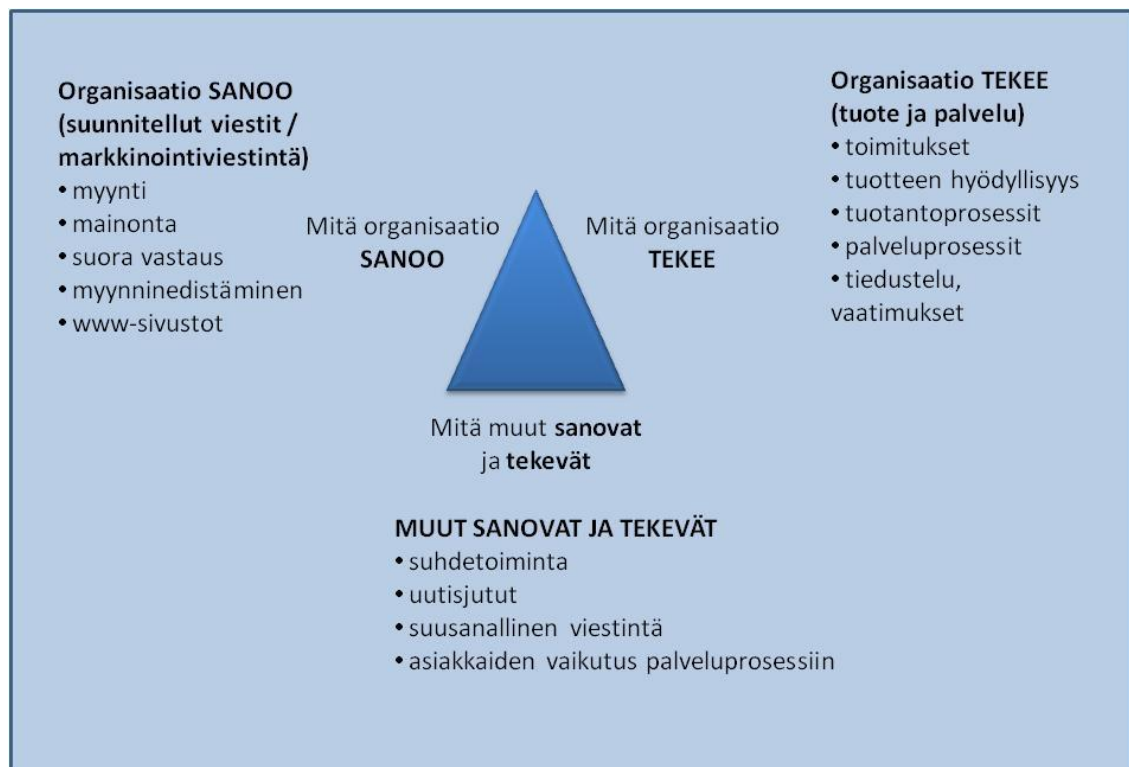 Organisaatio SANOO
(suunnitellut viestit /
markkinointiviestintä)
• myynti
• mainonta
• suora vastaus
• myynninedistäminen
• www-sivustot
Mitä organisaatio
SANOO
Mitä organisaatio
TEKEE
Organisaatio TEKEE
(tuote ja palvelu)
• toimitukset
• tuotteen hyödyllisyys
• tuotantoprosessit
• palveluprosessit
• tiedustelu,
vaatimukset
Mitä muut sanovat
ja tekevät
MUUT SANOVAT JA TEKEVÄT
• suhdetoiminta
• uutisjutut
• suusanallinen viestintä
• asiakkaiden vaikutus palveluprosessiin